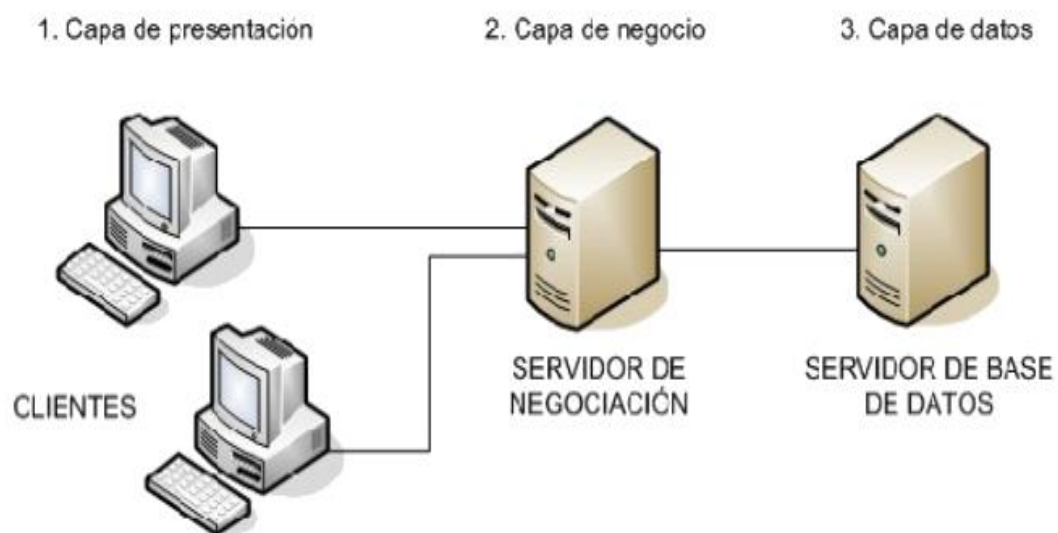 1. Capa de presentación
2. Capa de negocio
3. Capa de datos
CLIENTES
SERVIDOR DE
NEGOCIACIÓN
SERVIDOR DE BASE
DE DATOS